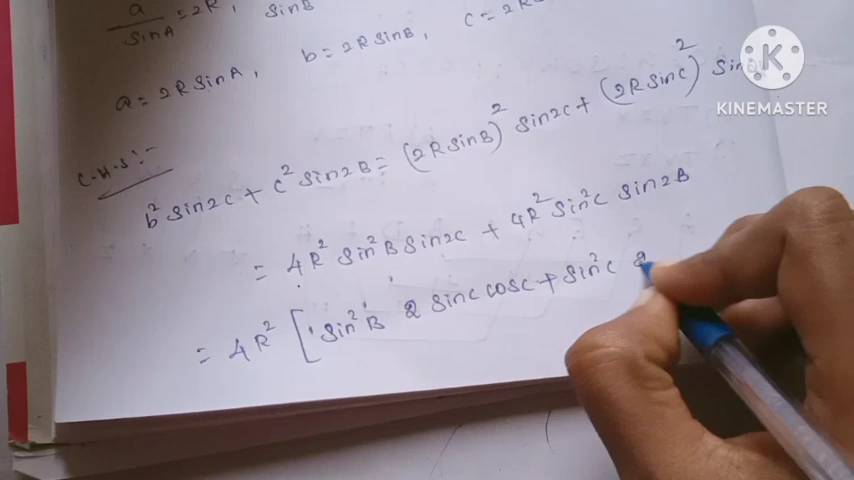 a/sinA = 2R, sinB
a = 2R sinA, b = 2R sinB, c = 2R
L.H.S :-
b² sin2C + c² sin2B = (2R sinB)² sin2C + (2R sinC)² sin
= 4R² sin²B sin2C + 4R² sin²C sin2B
= 4R² [ sin²B 2 sinC cosC + sin²C 2
KINEMASTER